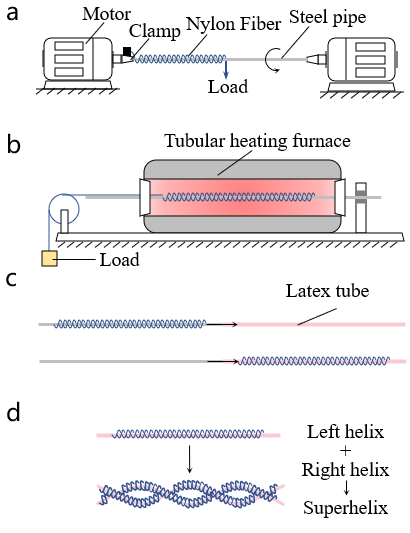 a
Motor
Clamp
Nylon Fiber
Steel pipe
Load
b
Tubular heating furnace
Load
c
Latex tube
d
Left helix
+
Right helix
Superhelix